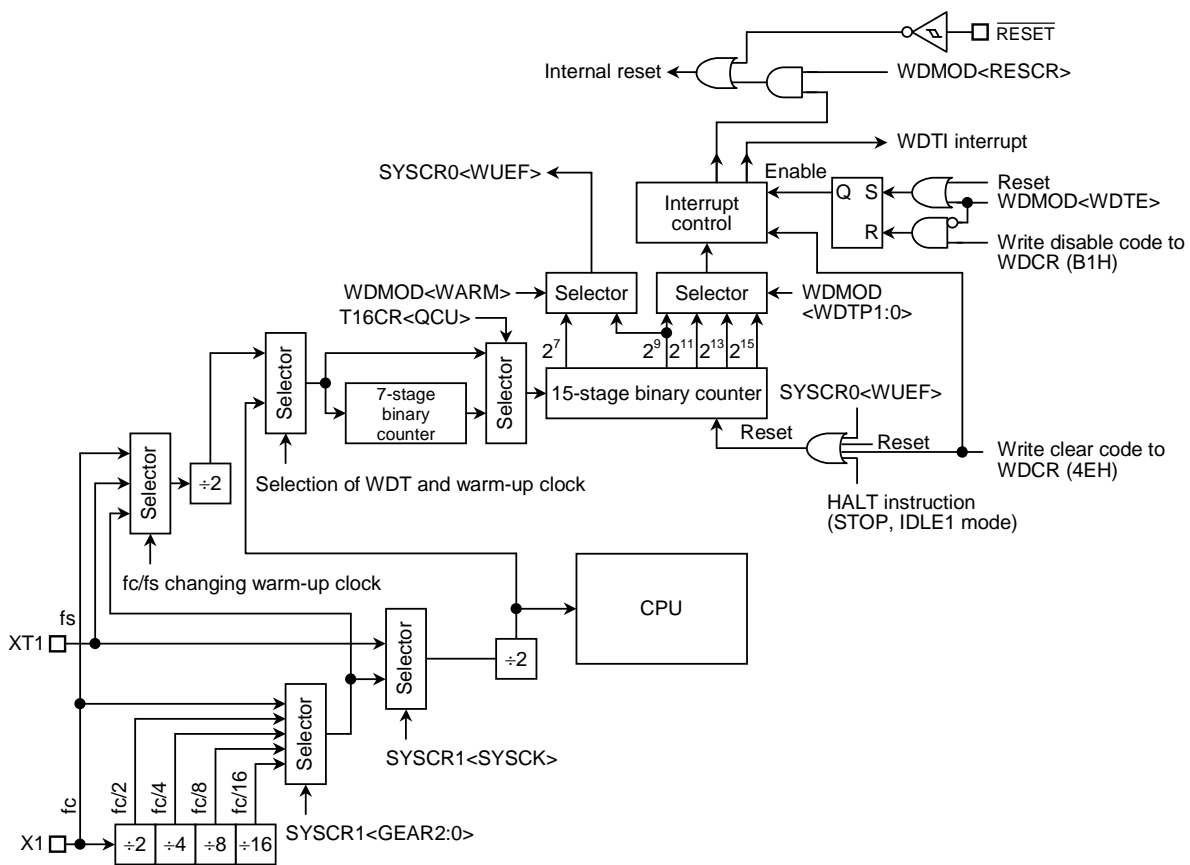 RESET
Internal reset
WDMOD<RESCR>
WDTI interrupt
SYSCR0<WUEF>
Enable
Interrupt
control
Q S
R
Reset
WDMOD<WDTE>
Write disable code to
WDCR (B1H)
WDMOD<WARM>
Selector
Selector
WDMOD
<WDTP1:0>
T16CR<QCU>
2^7 2^9 2^11 2^13 2^15
Selector
7-stage
binary
counter
Selector
15-stage binary counter
SYSCR0<WUEF>
Reset
Reset
Write clear code to
WDCR (4EH)
HALT instruction
(STOP, IDLE1 mode)
Selector
÷2
Selection of WDT and warm-up clock
fc/fs changing warm-up clock
CPU
fs
XT1
Selector
÷2
Selector
SYSCR1<SYSCK>
fc
fc/2
fc/4
fc/8
fc/16
SYSCR1<GEAR2:0>
X1
÷2 ÷4 ÷8 ÷16